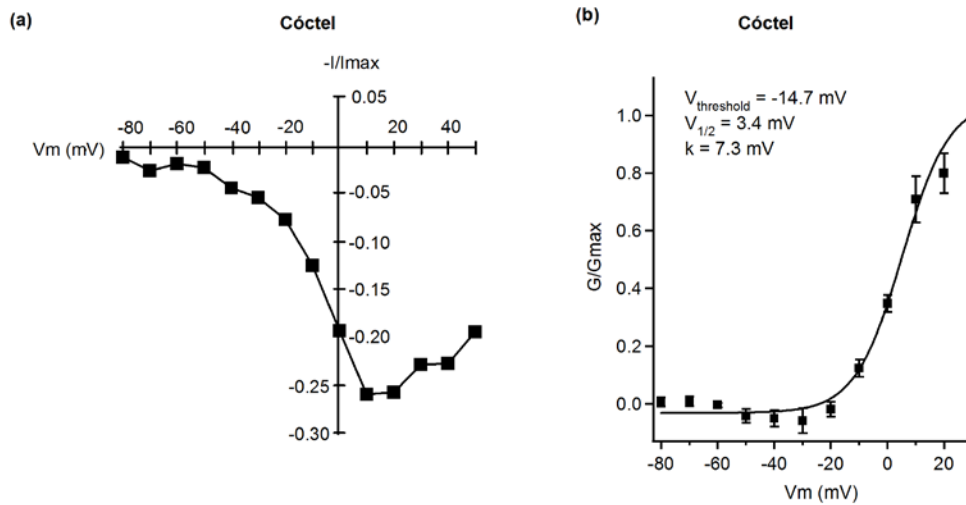 (a)
Cóctel
-I/Imax
0.05
-80 -60 -40 -20 20 40
Vm (mV)
-0.05
-0.10
-0.15
-0.20
-0.25
-0.30
(b)
Cóctel
Vthreshold = -14.7 mV
V1/2 = 3.4 mV
k = 7.3 mV
1.0
0.8
0.6
0.4
0.2
0.0
G/Gmax
-80 -60 -40 -20 0 20
Vm (mV)